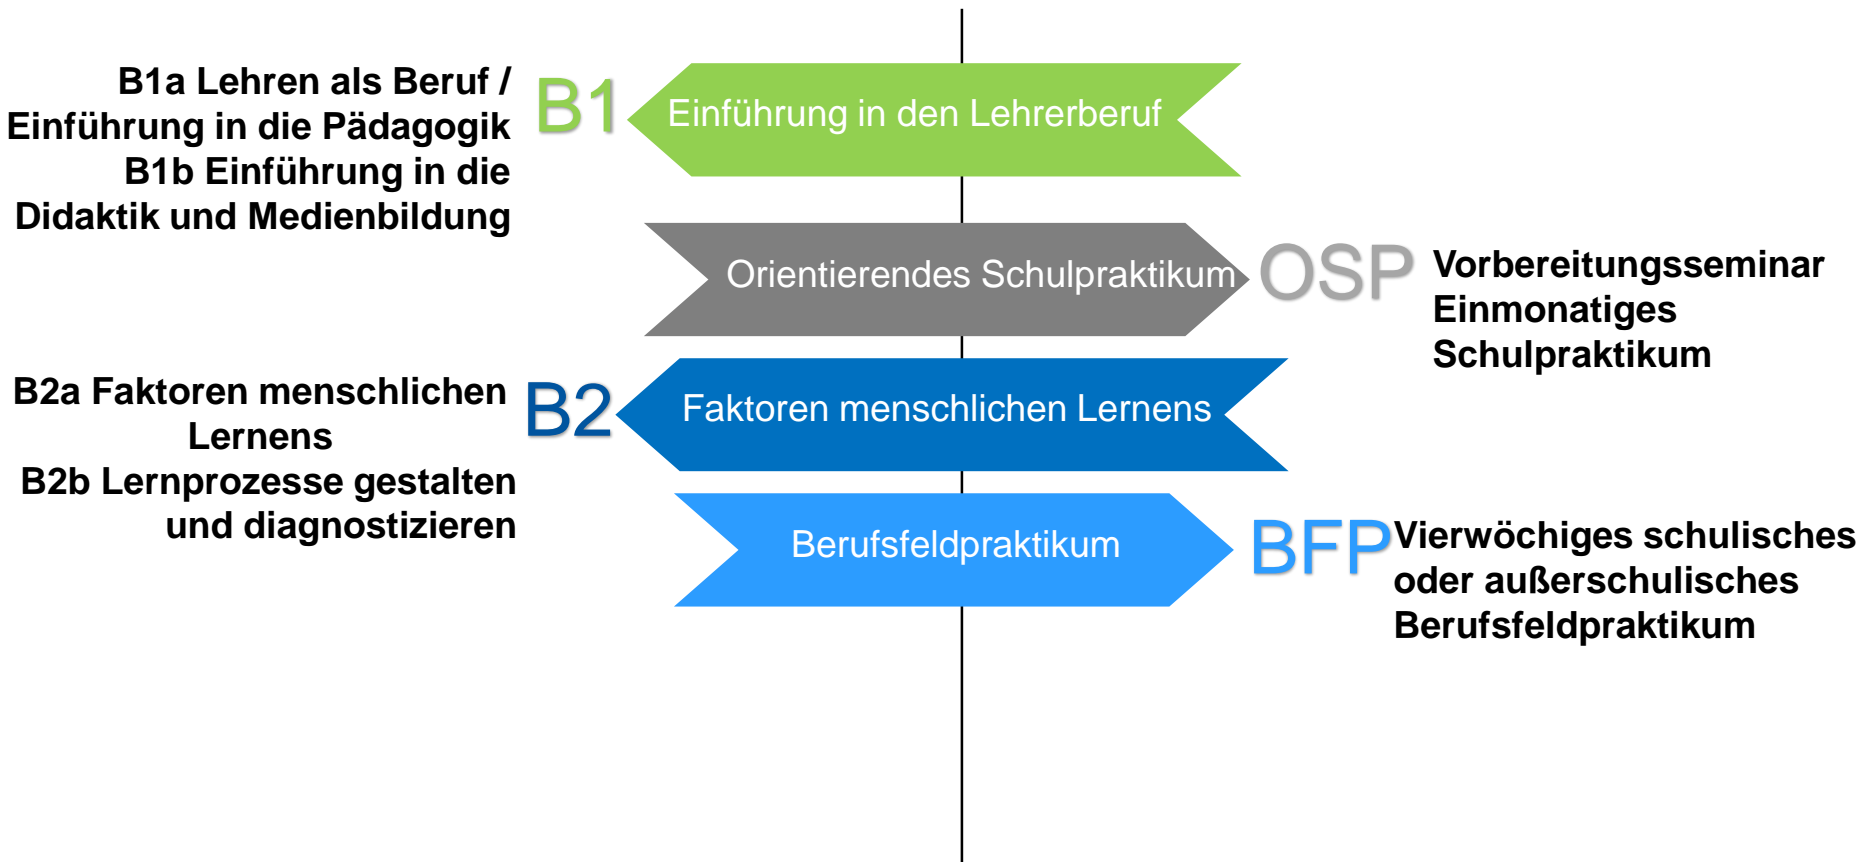 B1a Lehren als Beruf /
Einführung in die Pädagogik
B1b Einführung in die
Didaktik und Medienbildung
B1
Einführung in den Lehrerberuf
Orientierendes Schulpraktikum
OSP
Vorbereitungsseminar
Einmonatiges
Schulpraktikum
B2a Faktoren menschlichen
Lernens
B2b Lernprozesse gestalten
und diagnostizieren
B2
Faktoren menschlichen Lernens
Berufsfeldpraktikum
BFP
Vierwöchiges schulisches
oder außerschulisches
Berufsfeldpraktikum